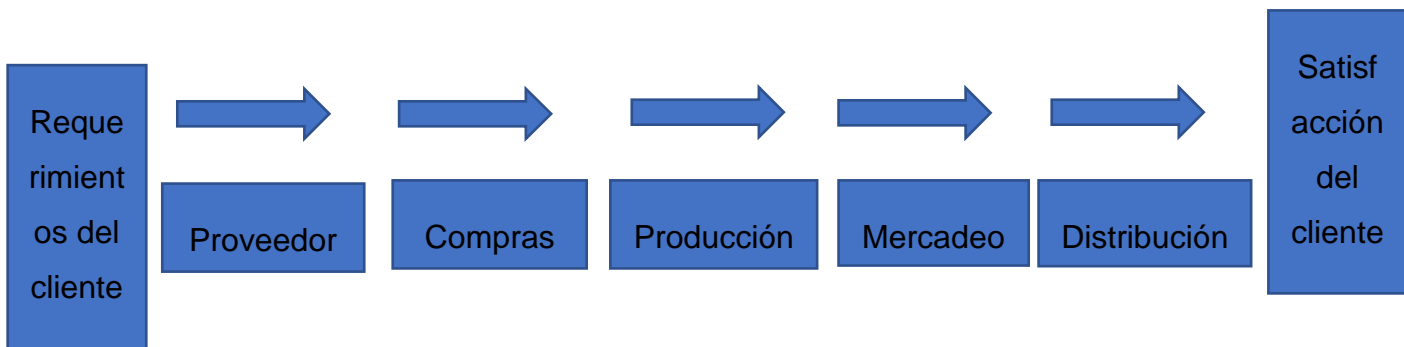 Reque
rimient
os del
cliente
Proveedor
Compras
Producción
Mercadeo
Distribución
Satisf
acción
del
cliente